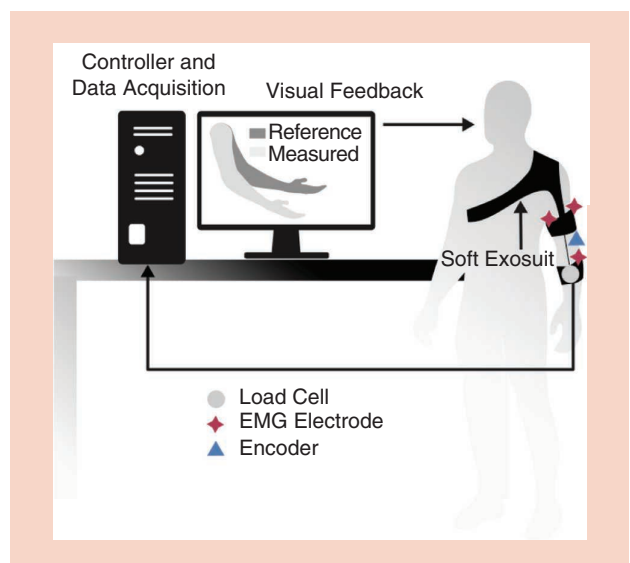 Controller and
Data Acquisition
Visual Feedback
Reference
Measured
Soft Exosuit
Load Cell
EMG Electrode
Encoder